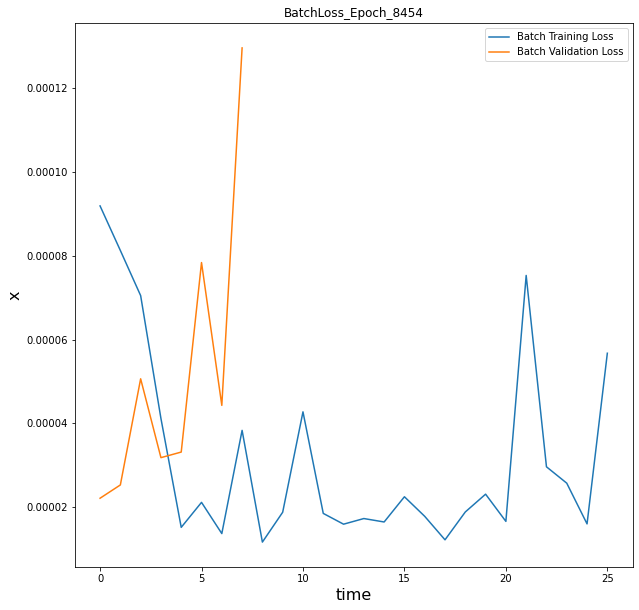 BatchLoss_Epoch_8454
Batch Training Loss
Batch Validation Loss
x
0.00012
0.00010
0.00008
0.00006
0.00004
0.00002
0 5 10 15 20 25
time